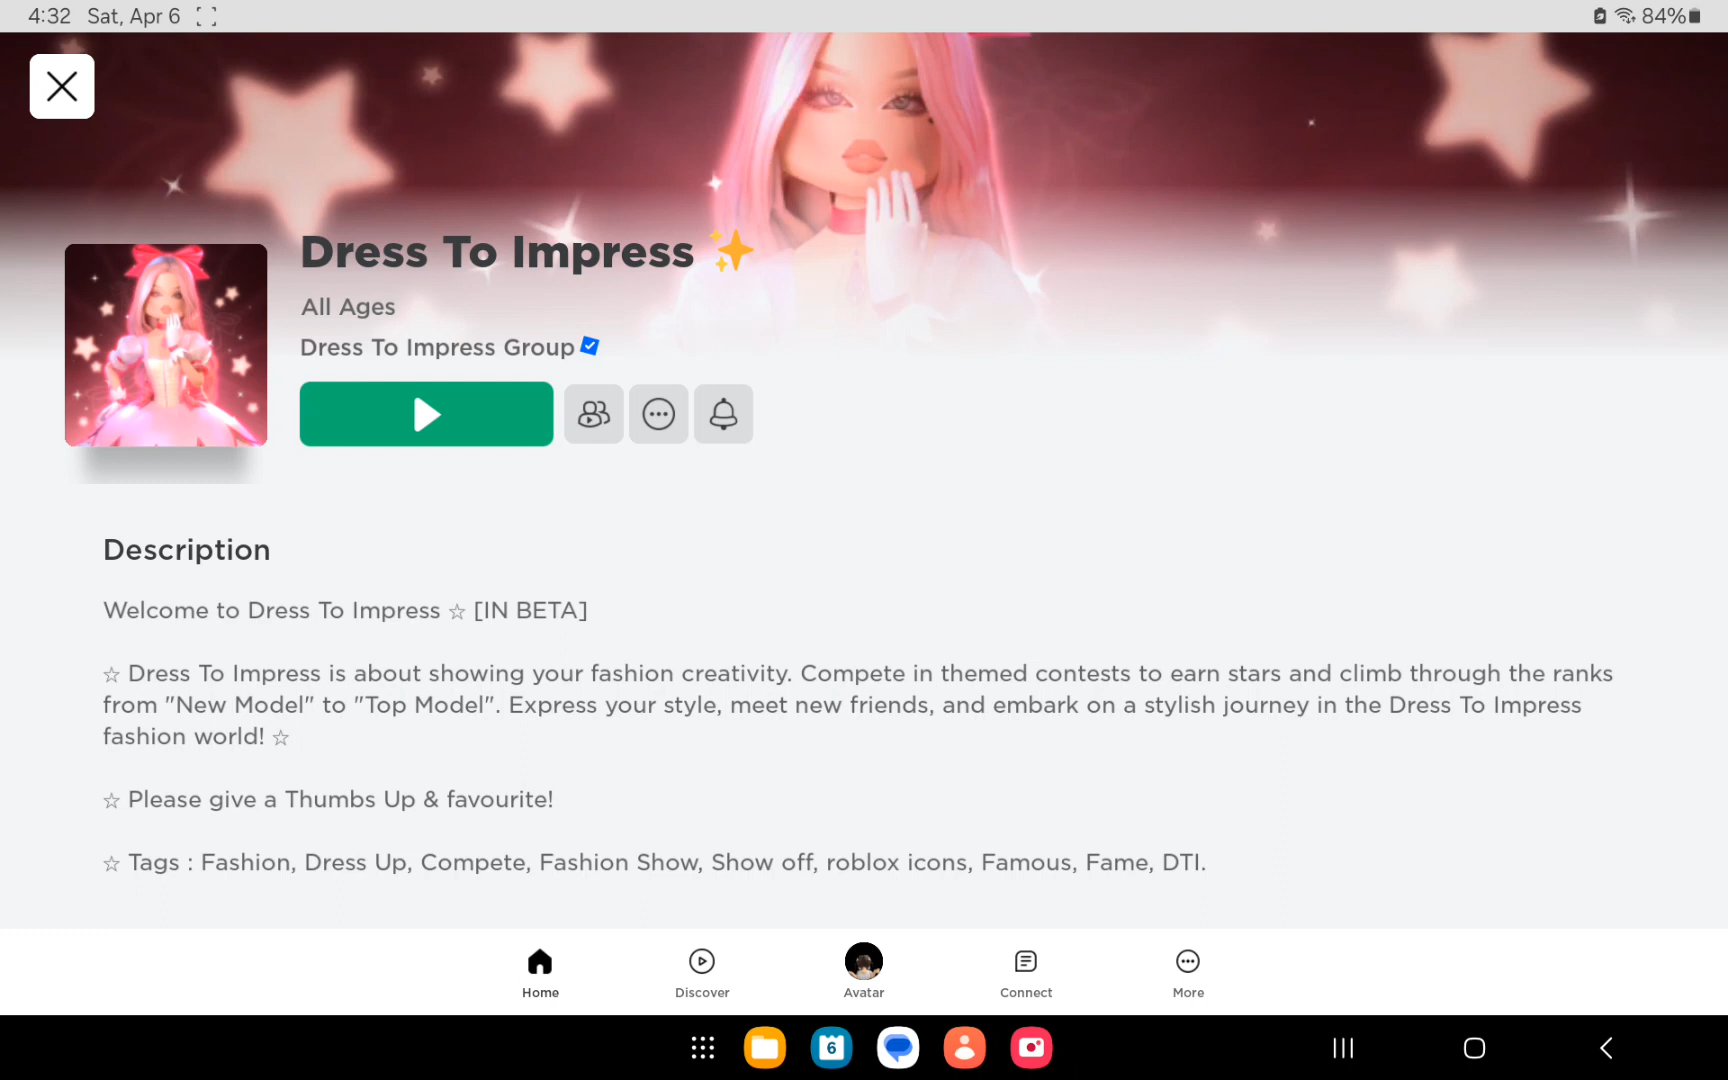 4:32 Sat, Apr 6 84%
Dress To Impress ✨
All Ages
Dress To Impress Group
Description
Welcome to Dress To Impress ☆ [IN BETA]
☆ Dress To Impress is about showing your fashion creativity. Compete in themed contests to earn stars and climb through the ranks
from "New Model" to "Top Model". Express your style, meet new friends, and embark on a stylish journey in the Dress To Impress
fashion world! ☆
☆ Please give a Thumbs Up & favourite!
☆ Tags : Fashion, Dress Up, Compete, Fashion Show, Show off, roblox icons, Famous, Fame, DTI.
Home Discover Avatar Connect More
6